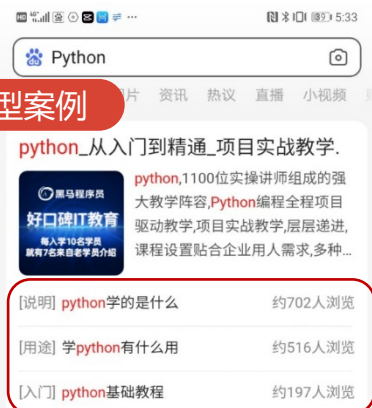 5:33
Python
型案例
片 资讯 热议 直播 小视频
python_从入门到精通_项目实战教学.
黑马程序员
好口碑IT教育
每入学10名学员
就有7名来自老学员介绍
python,1100位实操讲师组成的强
大教学阵容,Python编程全程项目
驱动教学,项目实战教学,层层递进,
课程设置贴合企业用人需求,多种...
[说明] python学的是什么 约702人浏览
[用途] 学python有什么用 约516人浏览
[入门] python基础教程 约197人浏览